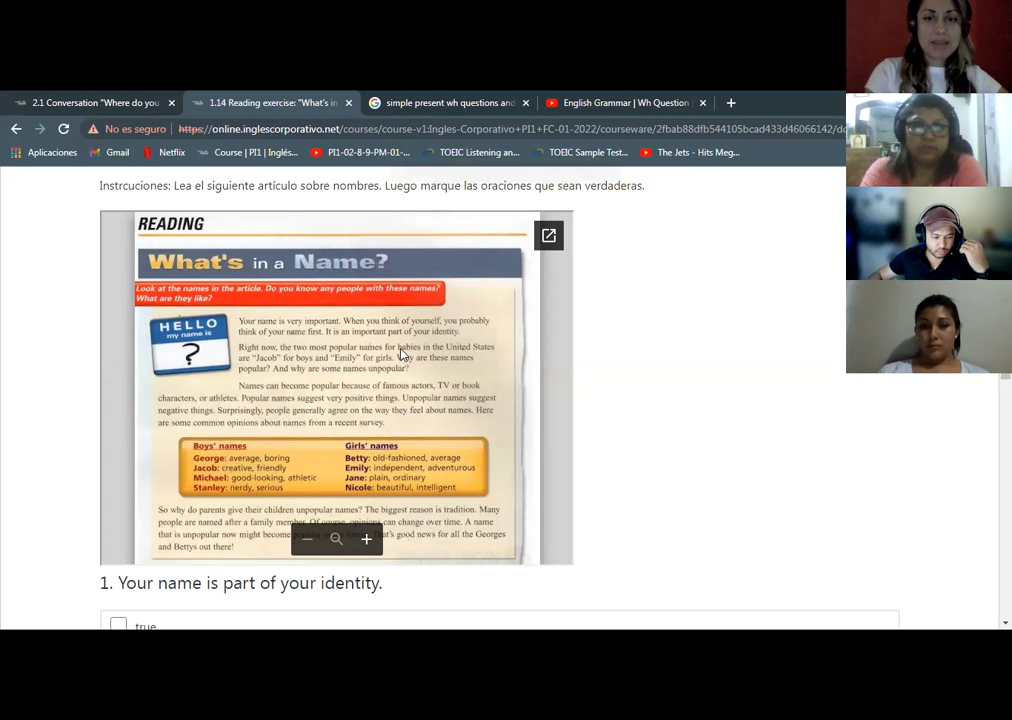 2.1 Conversation "Where do you
1.14 Reading exercise: "What's in
simple present wh questions and
English Grammar | Wh Question
No es seguro
https://online.inglescorporativo.net/courses/course-v1:Ingles-Corporativo+PI1+FC-01-2022/courseware/2fbab88dfb544105bcad433d46066142/do
Aplicaciones
Gmail
Netflix
Course | PI1 | Inglés...
PI1-02-8-9-PM-01-...
TOEIC Listening an...
TOEIC Sample Test...
The Jets - Hits Meg...
Instrcuciones: Lea el siguiente artículo sobre nombres. Luego marque las oraciones que sean verdaderas.
READING
What's in a Name?
Look at the names in the article. Do you know any people with these names?
What are they like?
HELLO
my name is
?
Your name is very important. When you think of yourself, you probably
think of your name first. It is an important part of your identity.
Right now, the two most popular names for babies in the United States
are "Jacob" for boys and "Emily" for girls. are these names
popular? And why are some names unpopular?
Names can become popular because of famous actors, TV or book
characters, or athletes. Popular names suggest very positive things. Unpopular names suggest
negative things. Surprisingly, people generally agree on the way they feel about names. Here
are some common opinions about names from a recent survey.
Boys' names
George: average, boring
Jacob: creative, friendly
Michael: good-looking, athletic
Stanley: nerdy, serious
Girls' names
Betty: old-fashioned, average
Emily: independent, adventurous
Jane: plain, ordinary
Nicole: beautiful, intelligent
So why do parents give their children unpopular names? The biggest reason is tradition. Many
people are named after a family member. Of course, opinions can change over time. A name
that is unpopular now might become That's good news for all the Georges
and Bettys out there!
1. Your name is part of your identity.
true